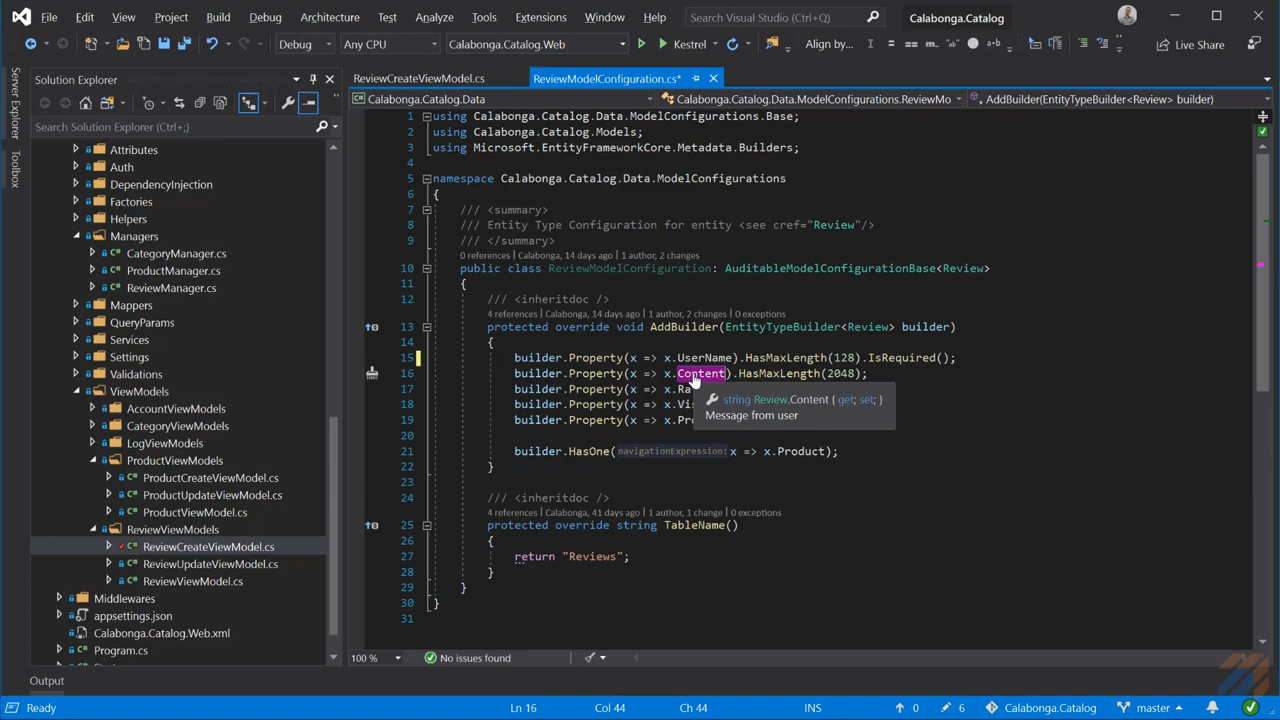 File Edit View Project Build Debug Architecture Test Analyze Tools Extensions Window Help Search Visual Studio (Ctrl+Q) Calabonga.Catalog
Debug Any CPU Calabonga.Catalog.Web Kestrel Align by... Live Share
Server Explorer
Toolbox
Solution Explorer
Search Solution Explorer (Ctrl+;)
Attributes
Auth
DependencyInjection
Factories
Helpers
Managers
CategoryManager.cs
ProductManager.cs
ReviewManager.cs
Mappers
QueryParams
Services
Settings
Validations
ViewModels
AccountViewModels
CategoryViewModels
LogViewModels
ProductViewModels
ProductCreateViewModel.cs
ProductUpdateViewModel.cs
ProductViewModel.cs
ReviewViewModels
ReviewCreateViewModel.cs
ReviewUpdateViewModel.cs
ReviewViewModel.cs
Middlewares
appsettings.json
Calabonga.Catalog.Web.xml
Program.cs
ReviewCreateViewModel.cs ReviewModelConfiguration.cs*
Calabonga.Catalog.Data Calabonga.Catalog.Data.ModelConfigurations.ReviewMo AddBuilder(EntityTypeBuilder<Review> builder)
1 using Calabonga.Catalog.Data.ModelConfigurations.Base;
2 using Calabonga.Catalog.Models;
3 using Microsoft.EntityFrameworkCore.Metadata.Builders;
4
5 namespace Calabonga.Catalog.Data.ModelConfigurations
6 {
7 /// <summary>
8 /// Entity Type Configuration for entity <see cref="Review"/>
9 /// </summary>
0 references | Calabonga, 14 days ago | 1 author, 2 changes
10 public class ReviewModelConfiguration: AuditableModelConfigurationBase<Review>
11 {
12 /// <inheritdoc />
4 references | Calabonga, 14 days ago | 1 author, 2 changes | 0 exceptions
13 protected override void AddBuilder(EntityTypeBuilder<Review> builder)
14 {
15 builder.Property(x => x.UserName).HasMaxLength(128).IsRequired();
16 builder.Property(x => x.Content).HasMaxLength(2048);
17 builder.Property(x => x.Ra
18 builder.Property(x => x.Vis
19 builder.Property(x => x.Pro
string Review.Content { get; set; }
Message from user
20
21 builder.HasOne(navigationExpression: x => x.Product);
22 }
23
24 /// <inheritdoc />
4 references | Calabonga, 41 days ago | 1 author, 1 change | 0 exceptions
25 protected override string TableName()
26 {
27 return "Reviews";
28 }
29 }
30 }
31
100 % No issues found
Output
Ready Ln 16 Col 44 Ch 44 INS 0 6 Calabonga.Catalog master